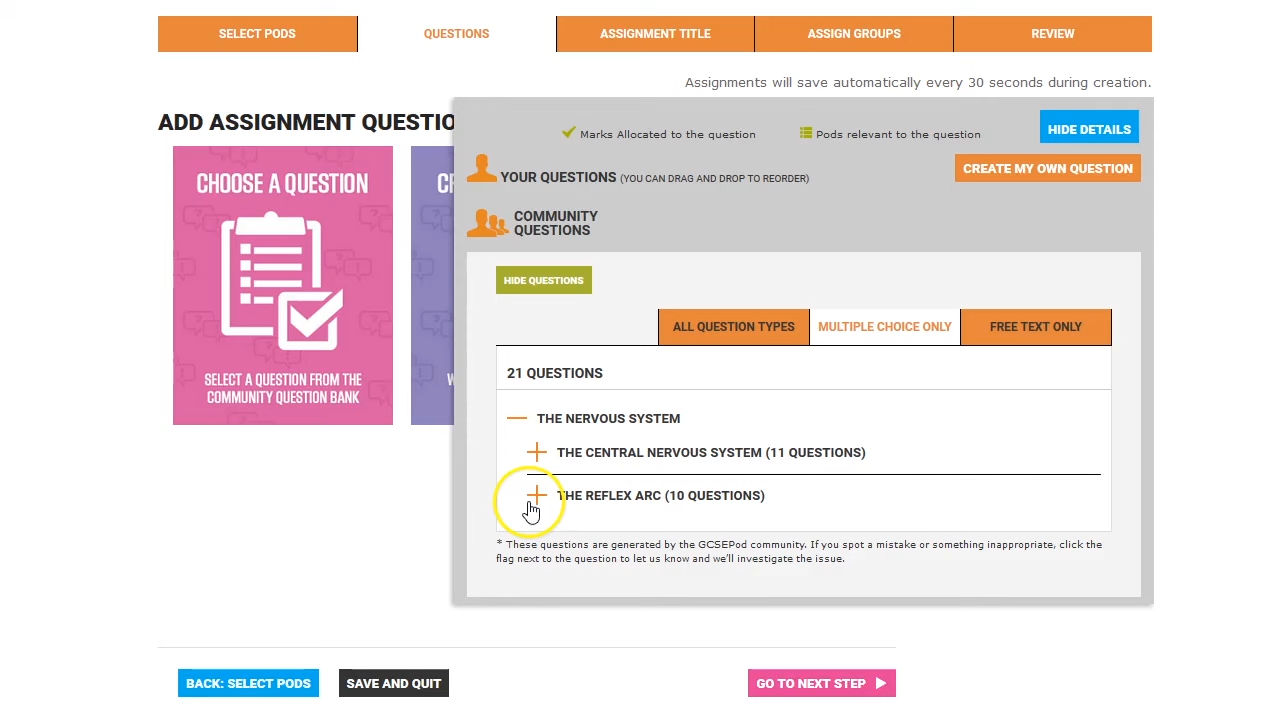 SELECT PODS
QUESTIONS
ASSIGNMENT TITLE
ASSIGN GROUPS
REVIEW
Assignments will save automatically every 30 seconds during creation.
ADD ASSIGNMENT QUESTIO
CHOOSE A QUESTION
SELECT A QUESTION FROM THE
COMMUNITY QUESTION BANK
Marks Allocated to the question
Pods relevant to the question
HIDE DETAILS
YOUR QUESTIONS (YOU CAN DRAG AND DROP TO REORDER)
CREATE MY OWN QUESTION
COMMUNITY
QUESTIONS
HIDE QUESTIONS
ALL QUESTION TYPES
MULTIPLE CHOICE ONLY
FREE TEXT ONLY
21 QUESTIONS
THE NERVOUS SYSTEM
THE CENTRAL NERVOUS SYSTEM (11 QUESTIONS)
THE REFLEX ARC (10 QUESTIONS)
* These questions are generated by the GCSEPod community. If you spot a mistake or something inappropriate, click the
flag next to the question to let us know and we'll investigate the issue.
BACK: SELECT PODS
SAVE AND QUIT
GO TO NEXT STEP